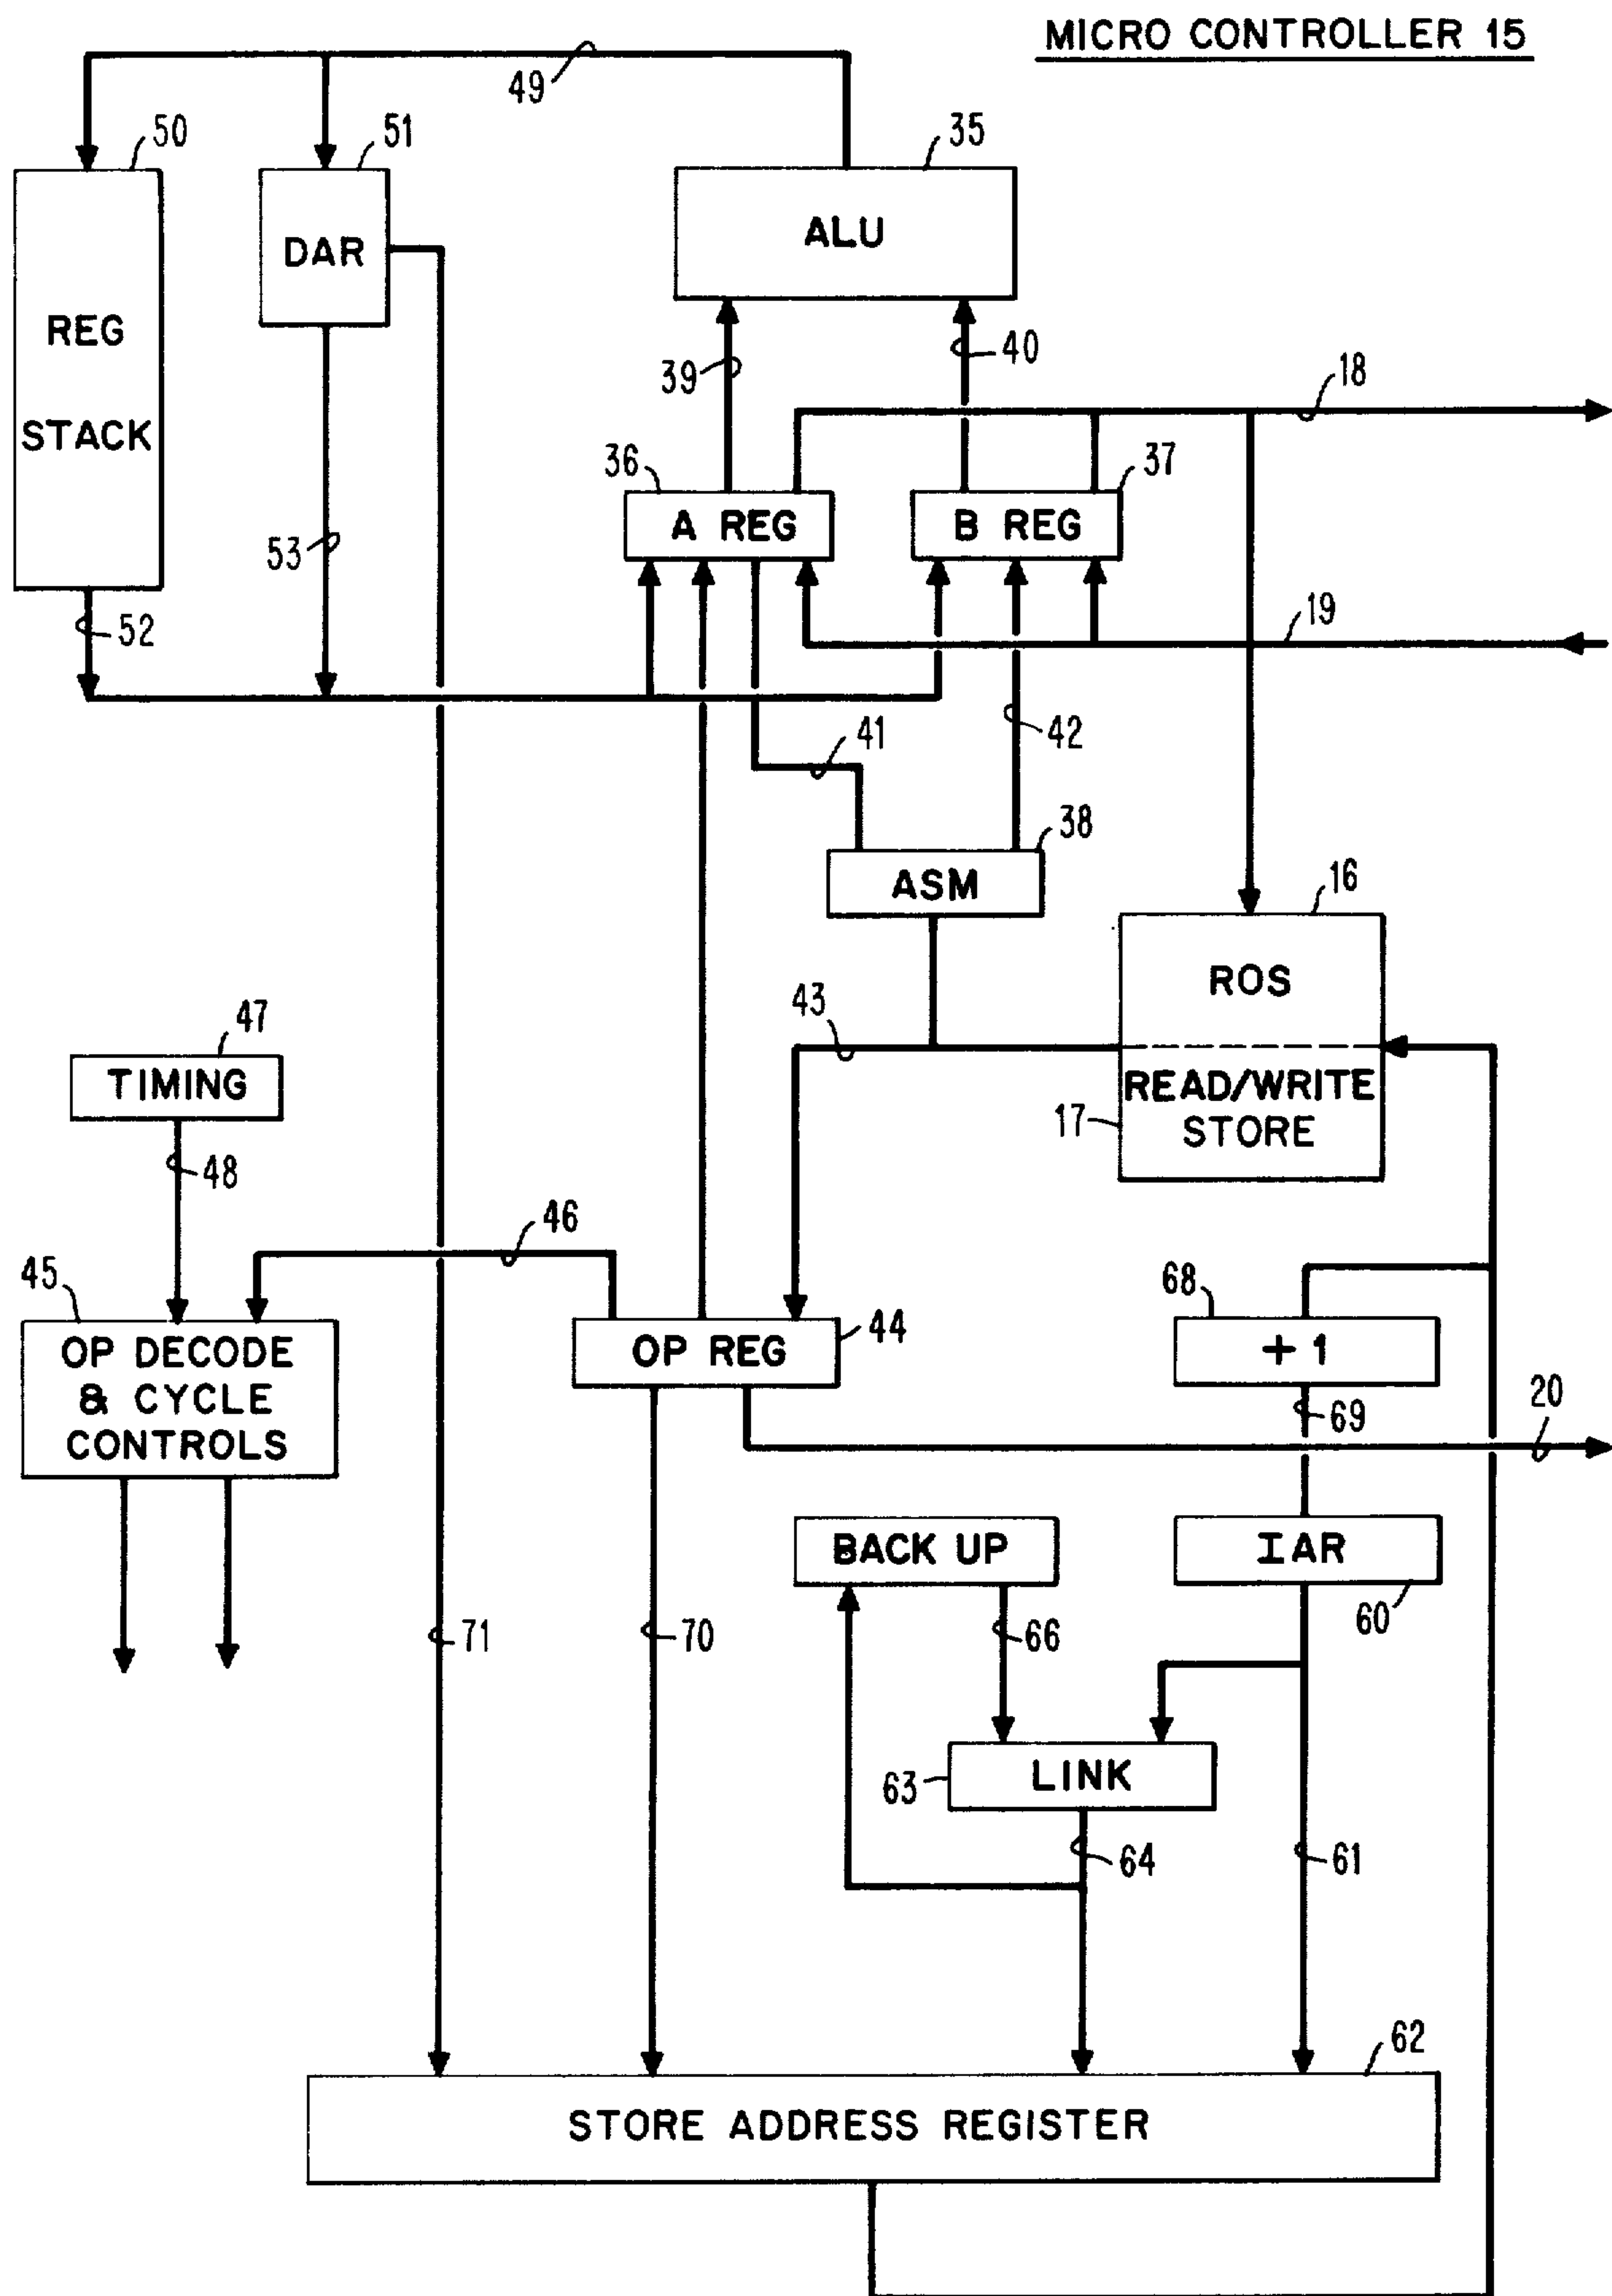 MICRO CONTROLLER 15
49
50
51
35
DAR
ALU
REG
STACK
39
40
18
36
37
A REG
B REG
53
52
19
41
42
38
ASM
16
ROS
43
47
TIMING
READ/WRITE
STORE
17
48
46
45
68
44
OP DECODE
& CYCLE
CONTROLS
OP REG
+1
20
69
BACK UP
IAR
60
71
70
66
LINK
63
64
61
62
STORE ADDRESS REGISTER